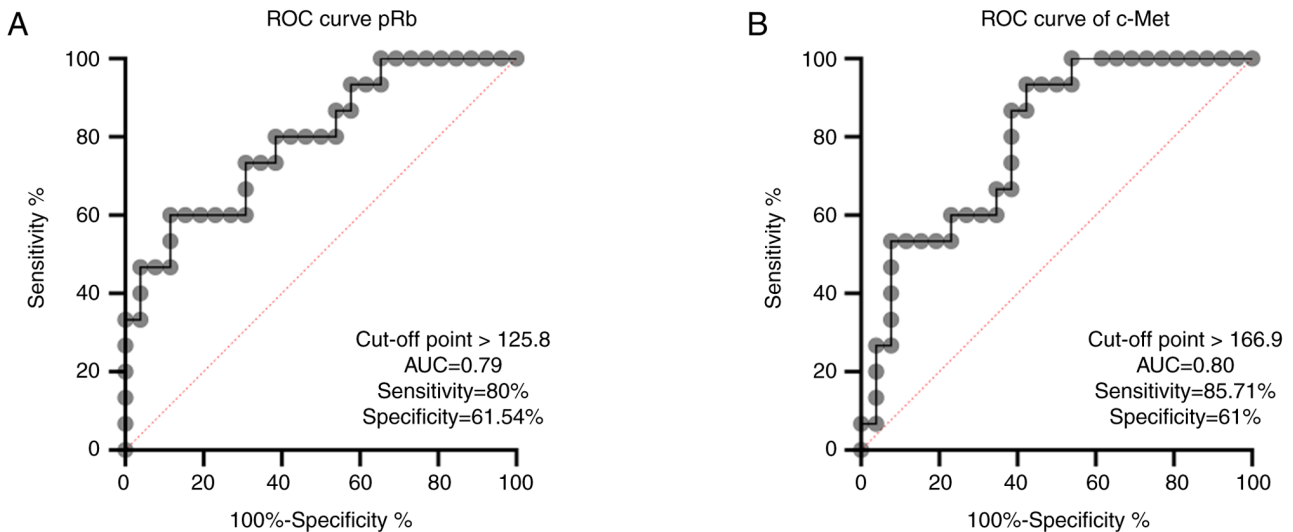 A
ROC curve pRb
100
80
60
40
20
0
Sensitivity %
Cut-off point > 125.8
AUC=0.79
Sensitivity=80%
Specificity=61.54%
0 20 40 60 80 100
100%-Specificity %
B
ROC curve of c-Met
100
80
60
40
20
0
Sensitivity %
Cut-off point > 166.9
AUC=0.80
Sensitivity=85.71%
Specificity=61%
0 20 40 60 80 100
100%-Specificity %